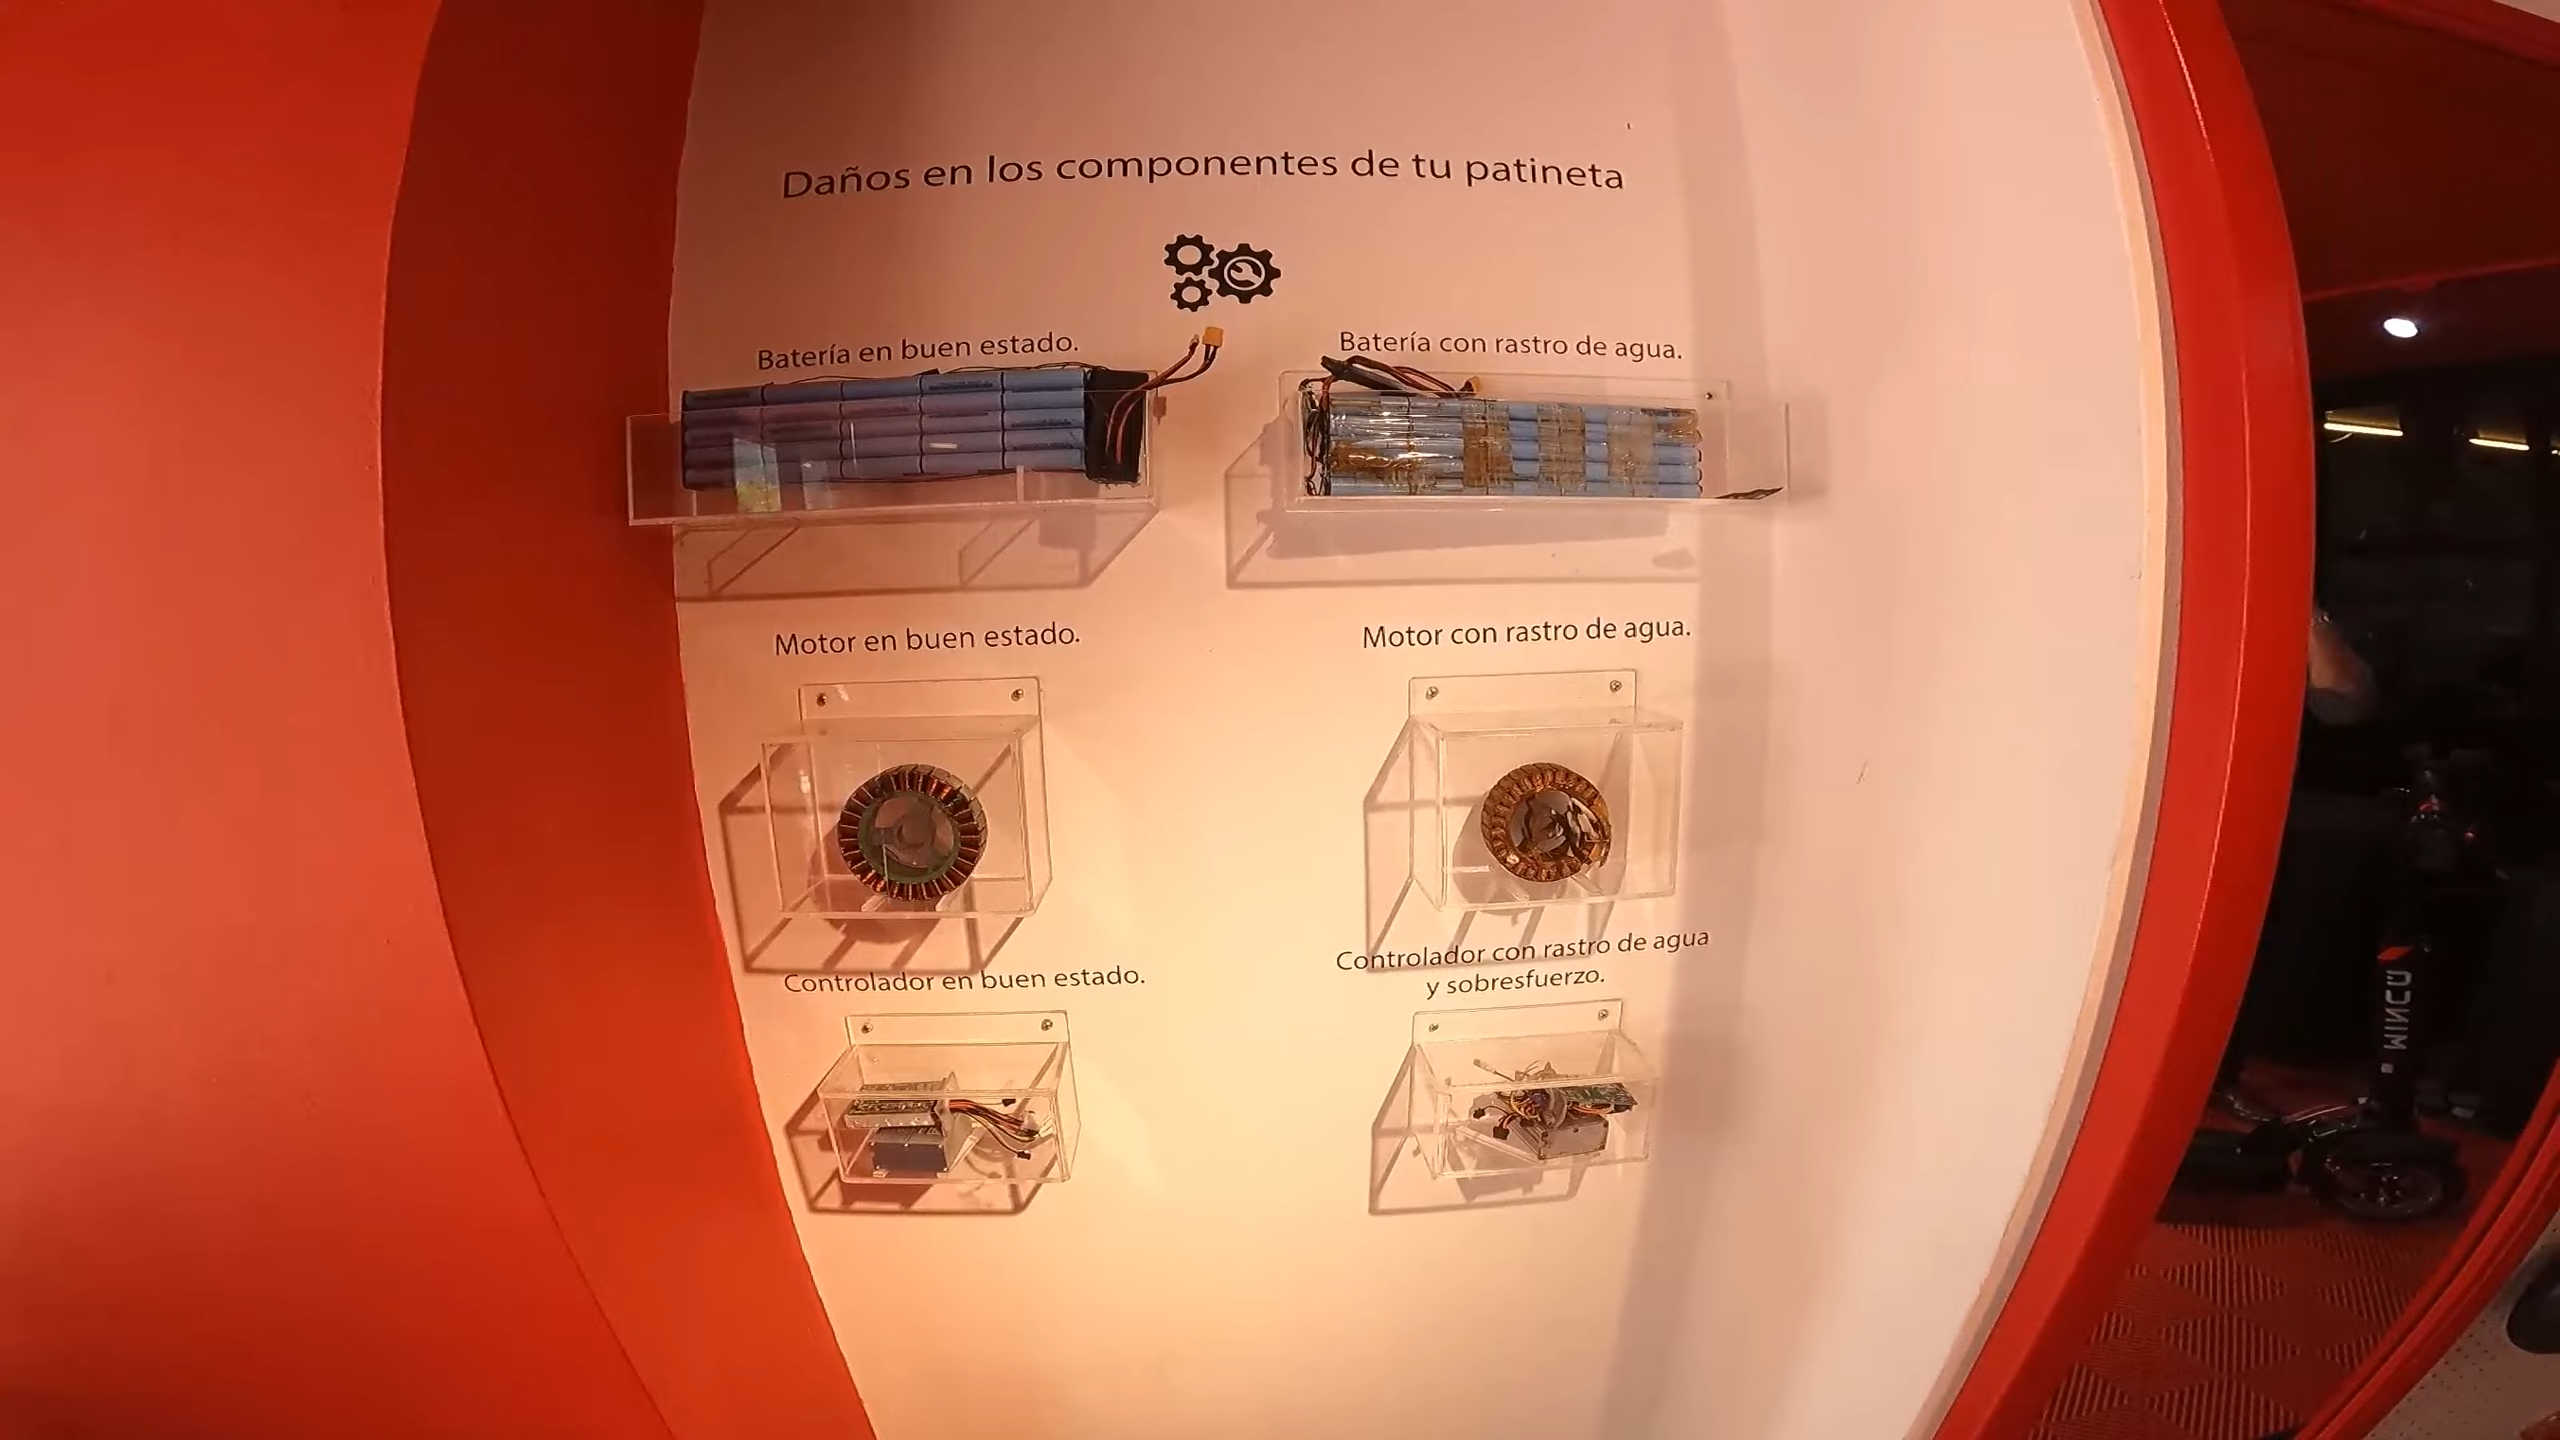 Daños en los componentes de tu patineta
Batería en buen estado.
Batería con rastro de agua.
Motor en buen estado.
Motor con rastro de agua.
Controlador en buen estado.
Controlador con rastro de agua
y sobresfuerzo.